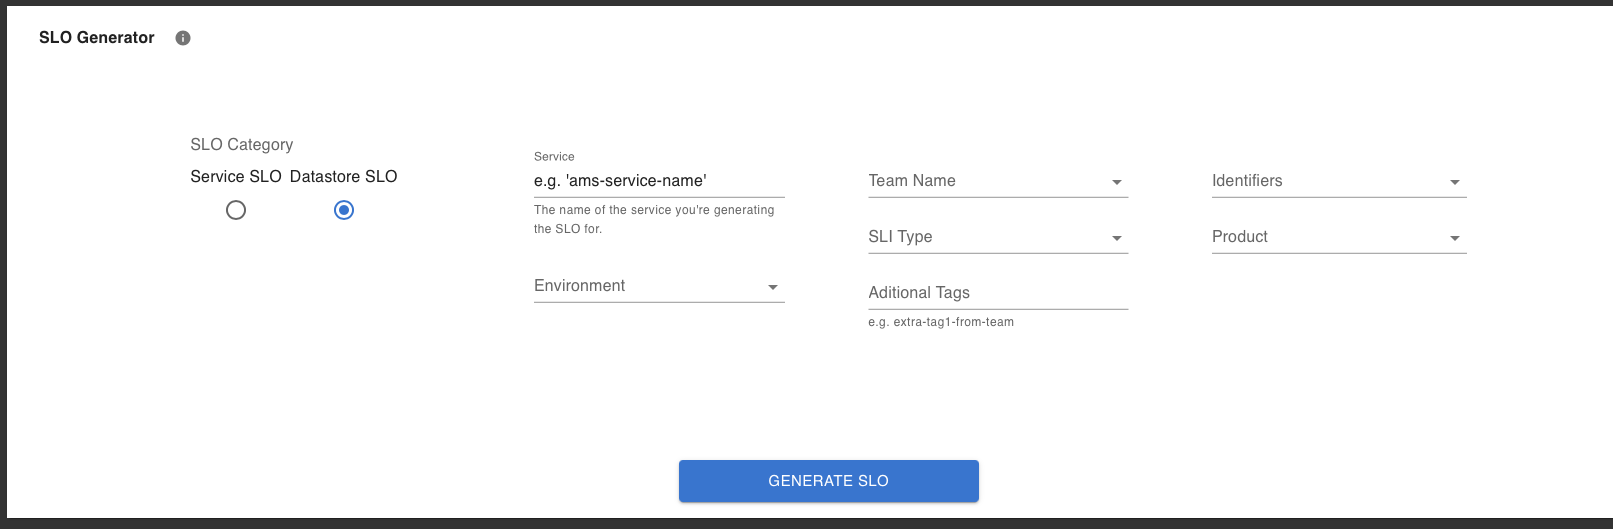 SLO Generator
SLO Category
Service SLO Datastore SLO
Service
e.g. 'ams-service-name'
The name of the service you're generating
the SLO for.
Environment
Team Name
SLI Type
Aditional Tags
e.g. extra-tag1-from-team
Identifiers
Product
GENERATE SLO